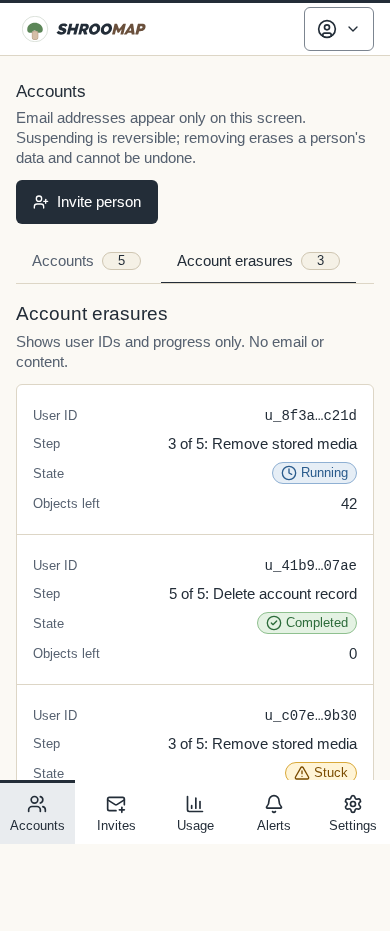 SHROOMAP
Accounts
Email addresses appear only on this screen.
Suspending is reversible; removing erases a person's
data and cannot be undone.
Invite person
Accounts 5 Account erasures 3
Account erasures
Shows user IDs and progress only. No email or
content.
User ID u_8f3a…c21d
Step 3 of 5: Remove stored media
State Running
Objects left 42
User ID u_41b9…07ae
Step 5 of 5: Delete account record
State Completed
Objects left 0
User ID u_c07e…9b30
Step 3 of 5: Remove stored media
State Stuck
Accounts Invites Usage Alerts Settings